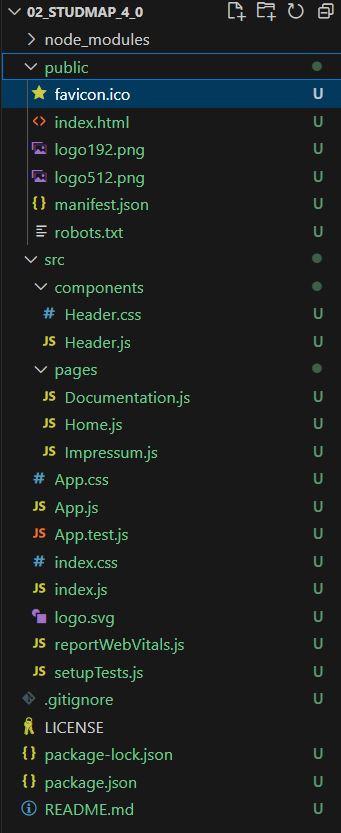 02_STUDMAP_4_0
node_modules
public
favicon.ico U
index.html U
logo192.png U
logo512.png U
{} manifest.json U
robots.txt U
src
components
# Header.css U
JS Header.js U
pages
JS Documentation.js U
JS Home.js U
JS Impressum.js U
# App.css U
JS App.js U
JS App.test.js U
# index.css U
JS index.js U
logo.svg U
JS reportWebVitals.js U
JS setupTests.js U
.gitignore U
LICENSE
{} package-lock.json U
{} package.json U
README.md U